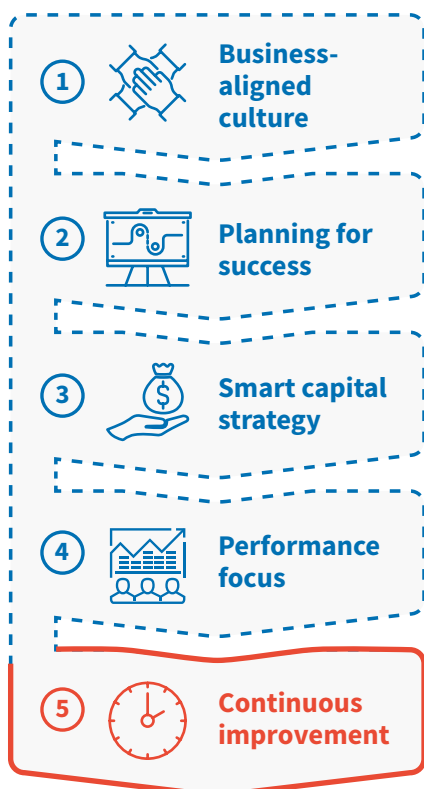 1
Business-
aligned
culture
2
Planning for
success
3
$
Smart capital
strategy
4
Performance
focus
5
Continuous
improvement